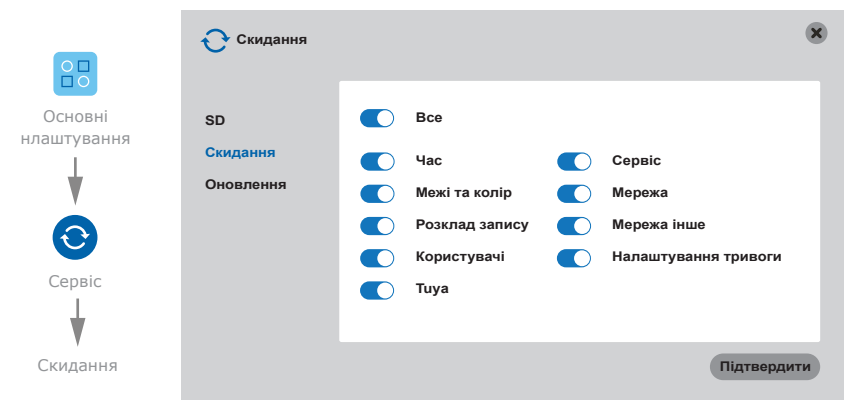 Основні
нлаштування
Сервіс
Скидання
Скидання
SD
Скидання
Оновлення
Все
Час
Сервіс
Межі та колір
Мережа
Розклад запису
Мережа інше
Користувачі
Налаштування тривоги
Tuya
Підтвердити